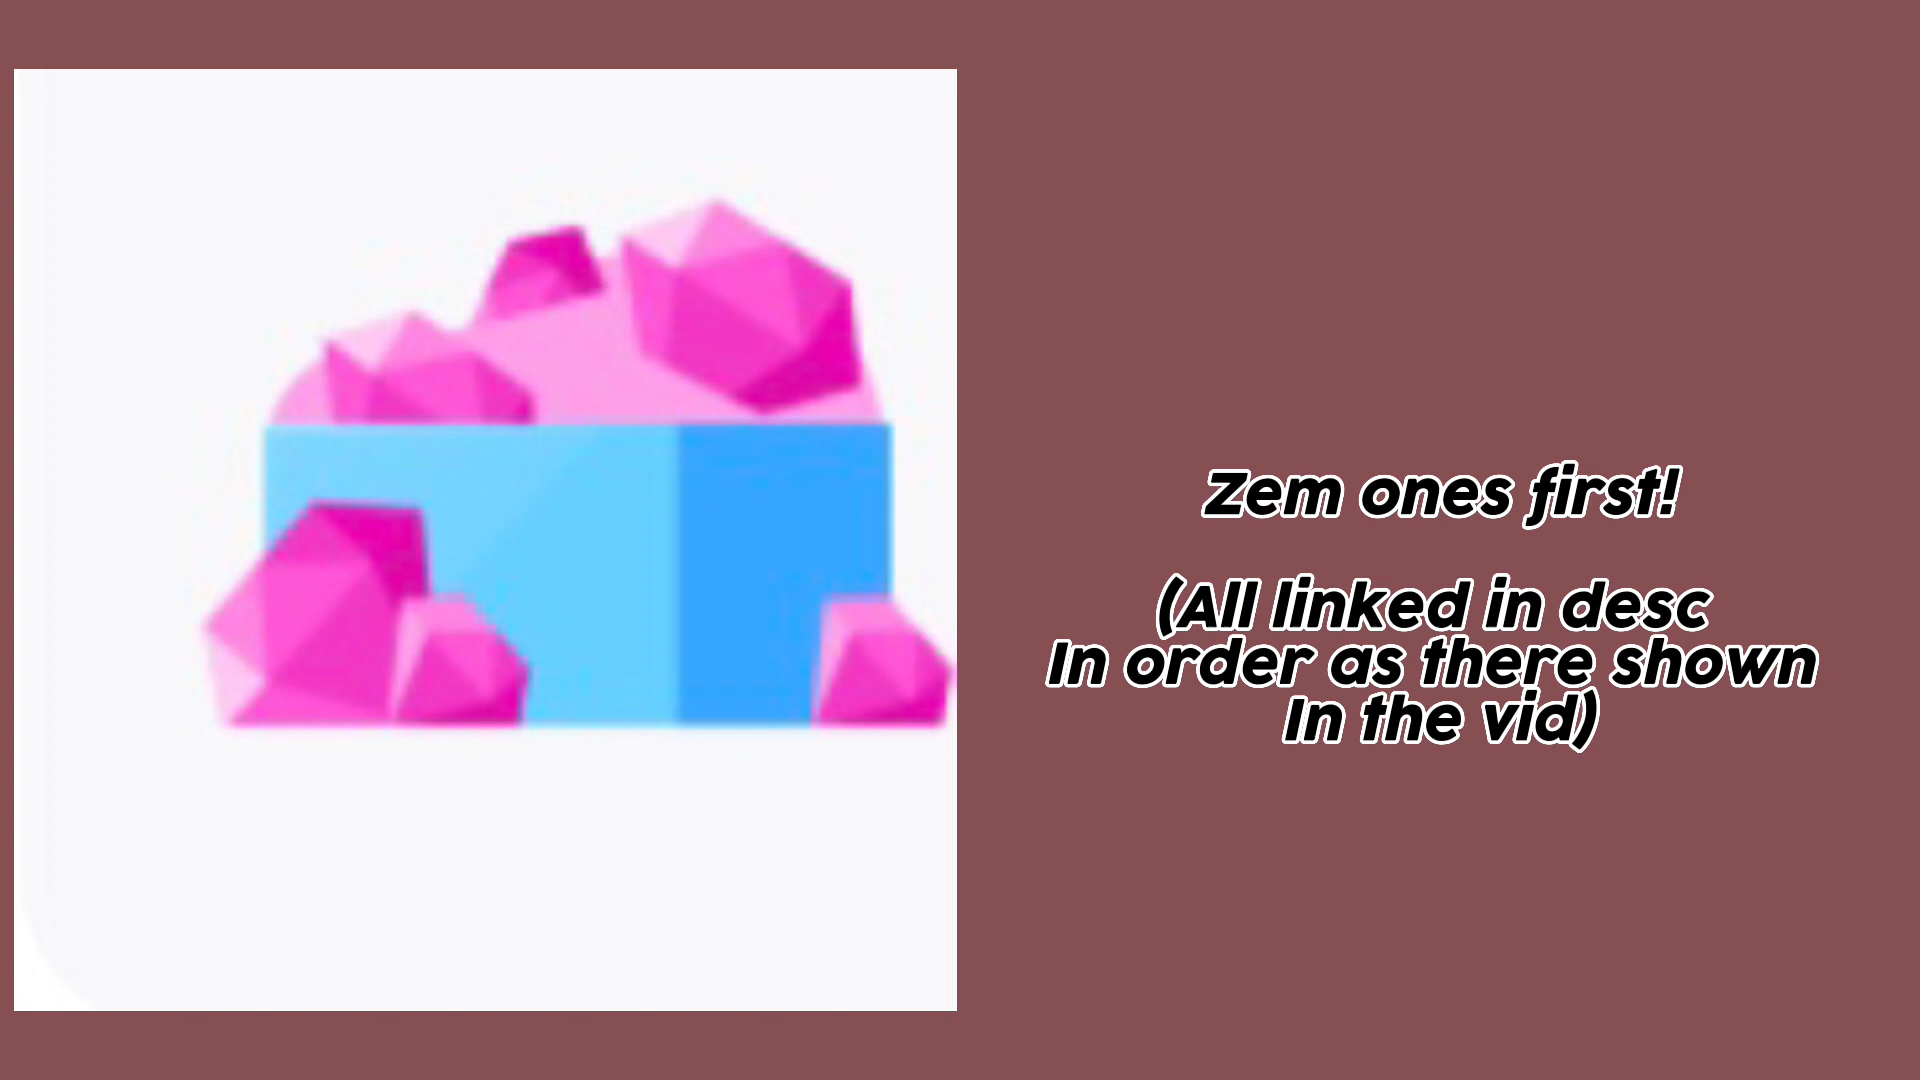 Zem ones first!
(All linked in desc
In order as there shown
In the vid)